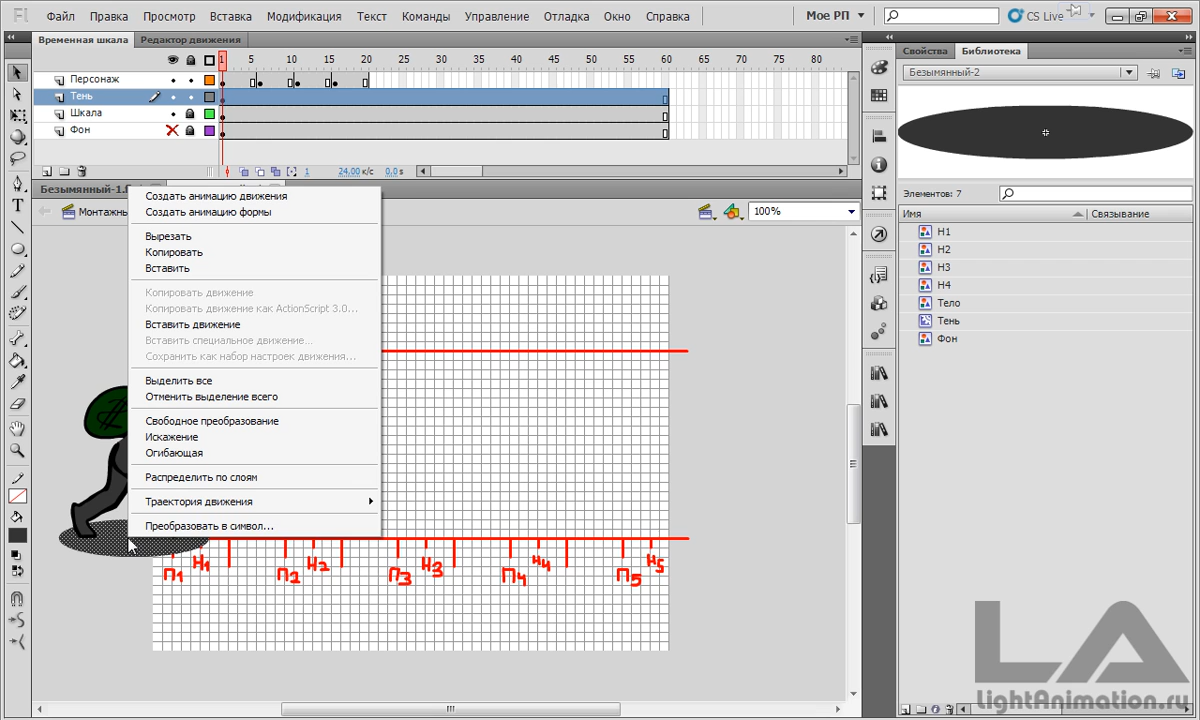 Fl Файл Правка Просмотр Вставка Модификация Текст Команды Управление Отладка Окно Справка Мое РП CS Live
Временная шкала Редактор движения
1 5 10 15 20 25 30 35 40 45 50 55 60 65 70 75 80
Персонаж
Тень
Шкала
Фон
1 24,00 к/с 0,0 s
Безымянный-1.
Монтажн
100%
Создать анимацию движения
Создать анимацию формы
Вырезать
Копировать
Вставить
Копировать движение
Копировать движение как ActionScript 3.0...
Вставить движение
Вставить специальное движение...
Сохранить как набор настроек движения...
Выделить все
Отменить выделение всего
Свободное преобразование
Искажение
Огибающая
Распределить по слоям
Траектория движения
Преобразовать в символ...
П1 Н1 П2 Н2 П3 Н3 П4 Н4 П5 Н5
Свойства Библиотека
Безымянный-2
Элементов: 7
Имя Связывание
Н1
Н2
Н3
Н4
Тело
Тень
Фон
LA
LightAnimation.ru